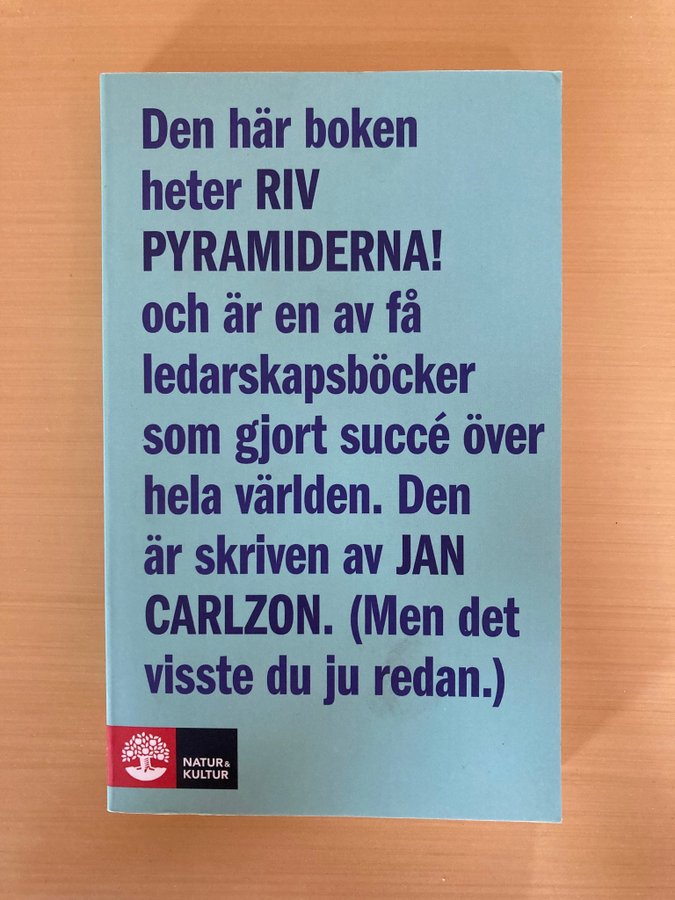 Den här boken
heter RIV
PYRAMIDERNA!
och är en av få
ledarskapsböcker
som gjort succé över
hela världen. Den
är skriven av JAN
CARLZON. (Men det
visste du ju redan.)
NATUR&
KULTUR